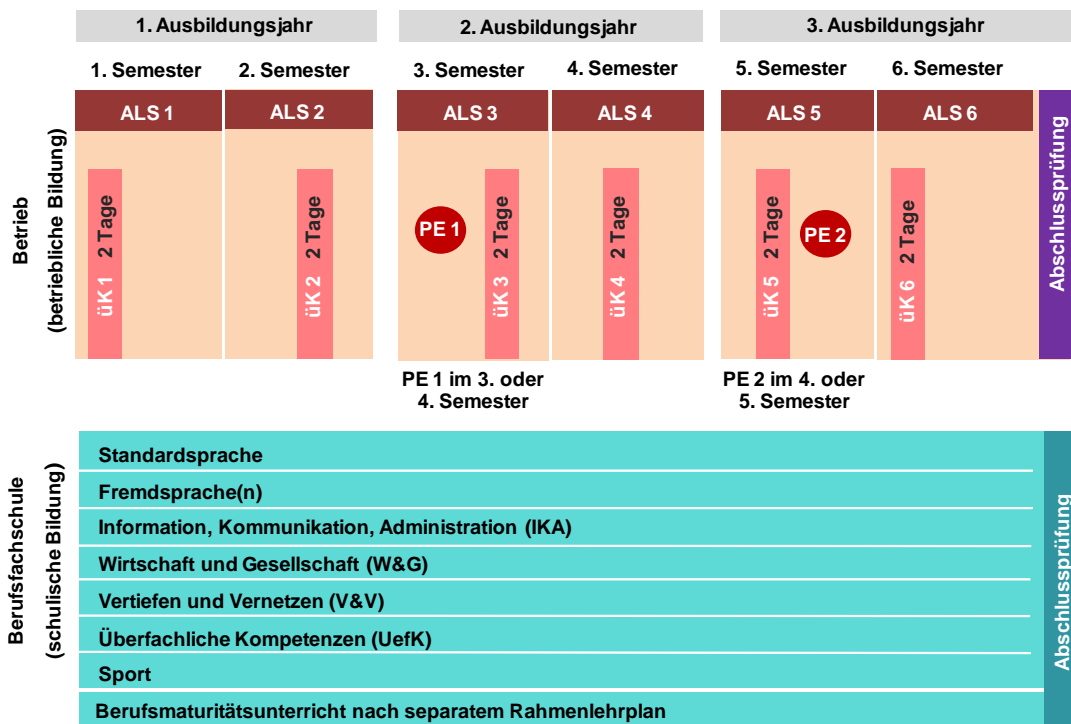 1. Ausbildungsjahr
2. Ausbildungsjahr
3. Ausbildungsjahr
1. Semester
2. Semester
3. Semester
4. Semester
5. Semester
6. Semester
Betrieb
(betriebliche Bildung)
ALS 1
ALS 2
ALS 3
ALS 4
ALS 5
ALS 6
üK 1 2 Tage
üK 2 2 Tage
PE 1
üK 3 2 Tage
üK 4 2 Tage
üK 5 2 Tage
PE 2
üK 6 2 Tage
Abschlussprüfung
PE 1 im 3. oder
4. Semester
PE 2 im 4. oder
5. Semester
Berufsfachschule
(schulische Bildung)
Standardsprache
Fremdsprache(n)
Information, Kommunikation, Administration (IKA)
Wirtschaft und Gesellschaft (W&G)
Vertiefen und Vernetzen (V&V)
Überfachliche Kompetenzen (UefK)
Sport
Berufsmaturitätsunterricht nach separatem Rahmenlehrplan
Abschlussprüfung